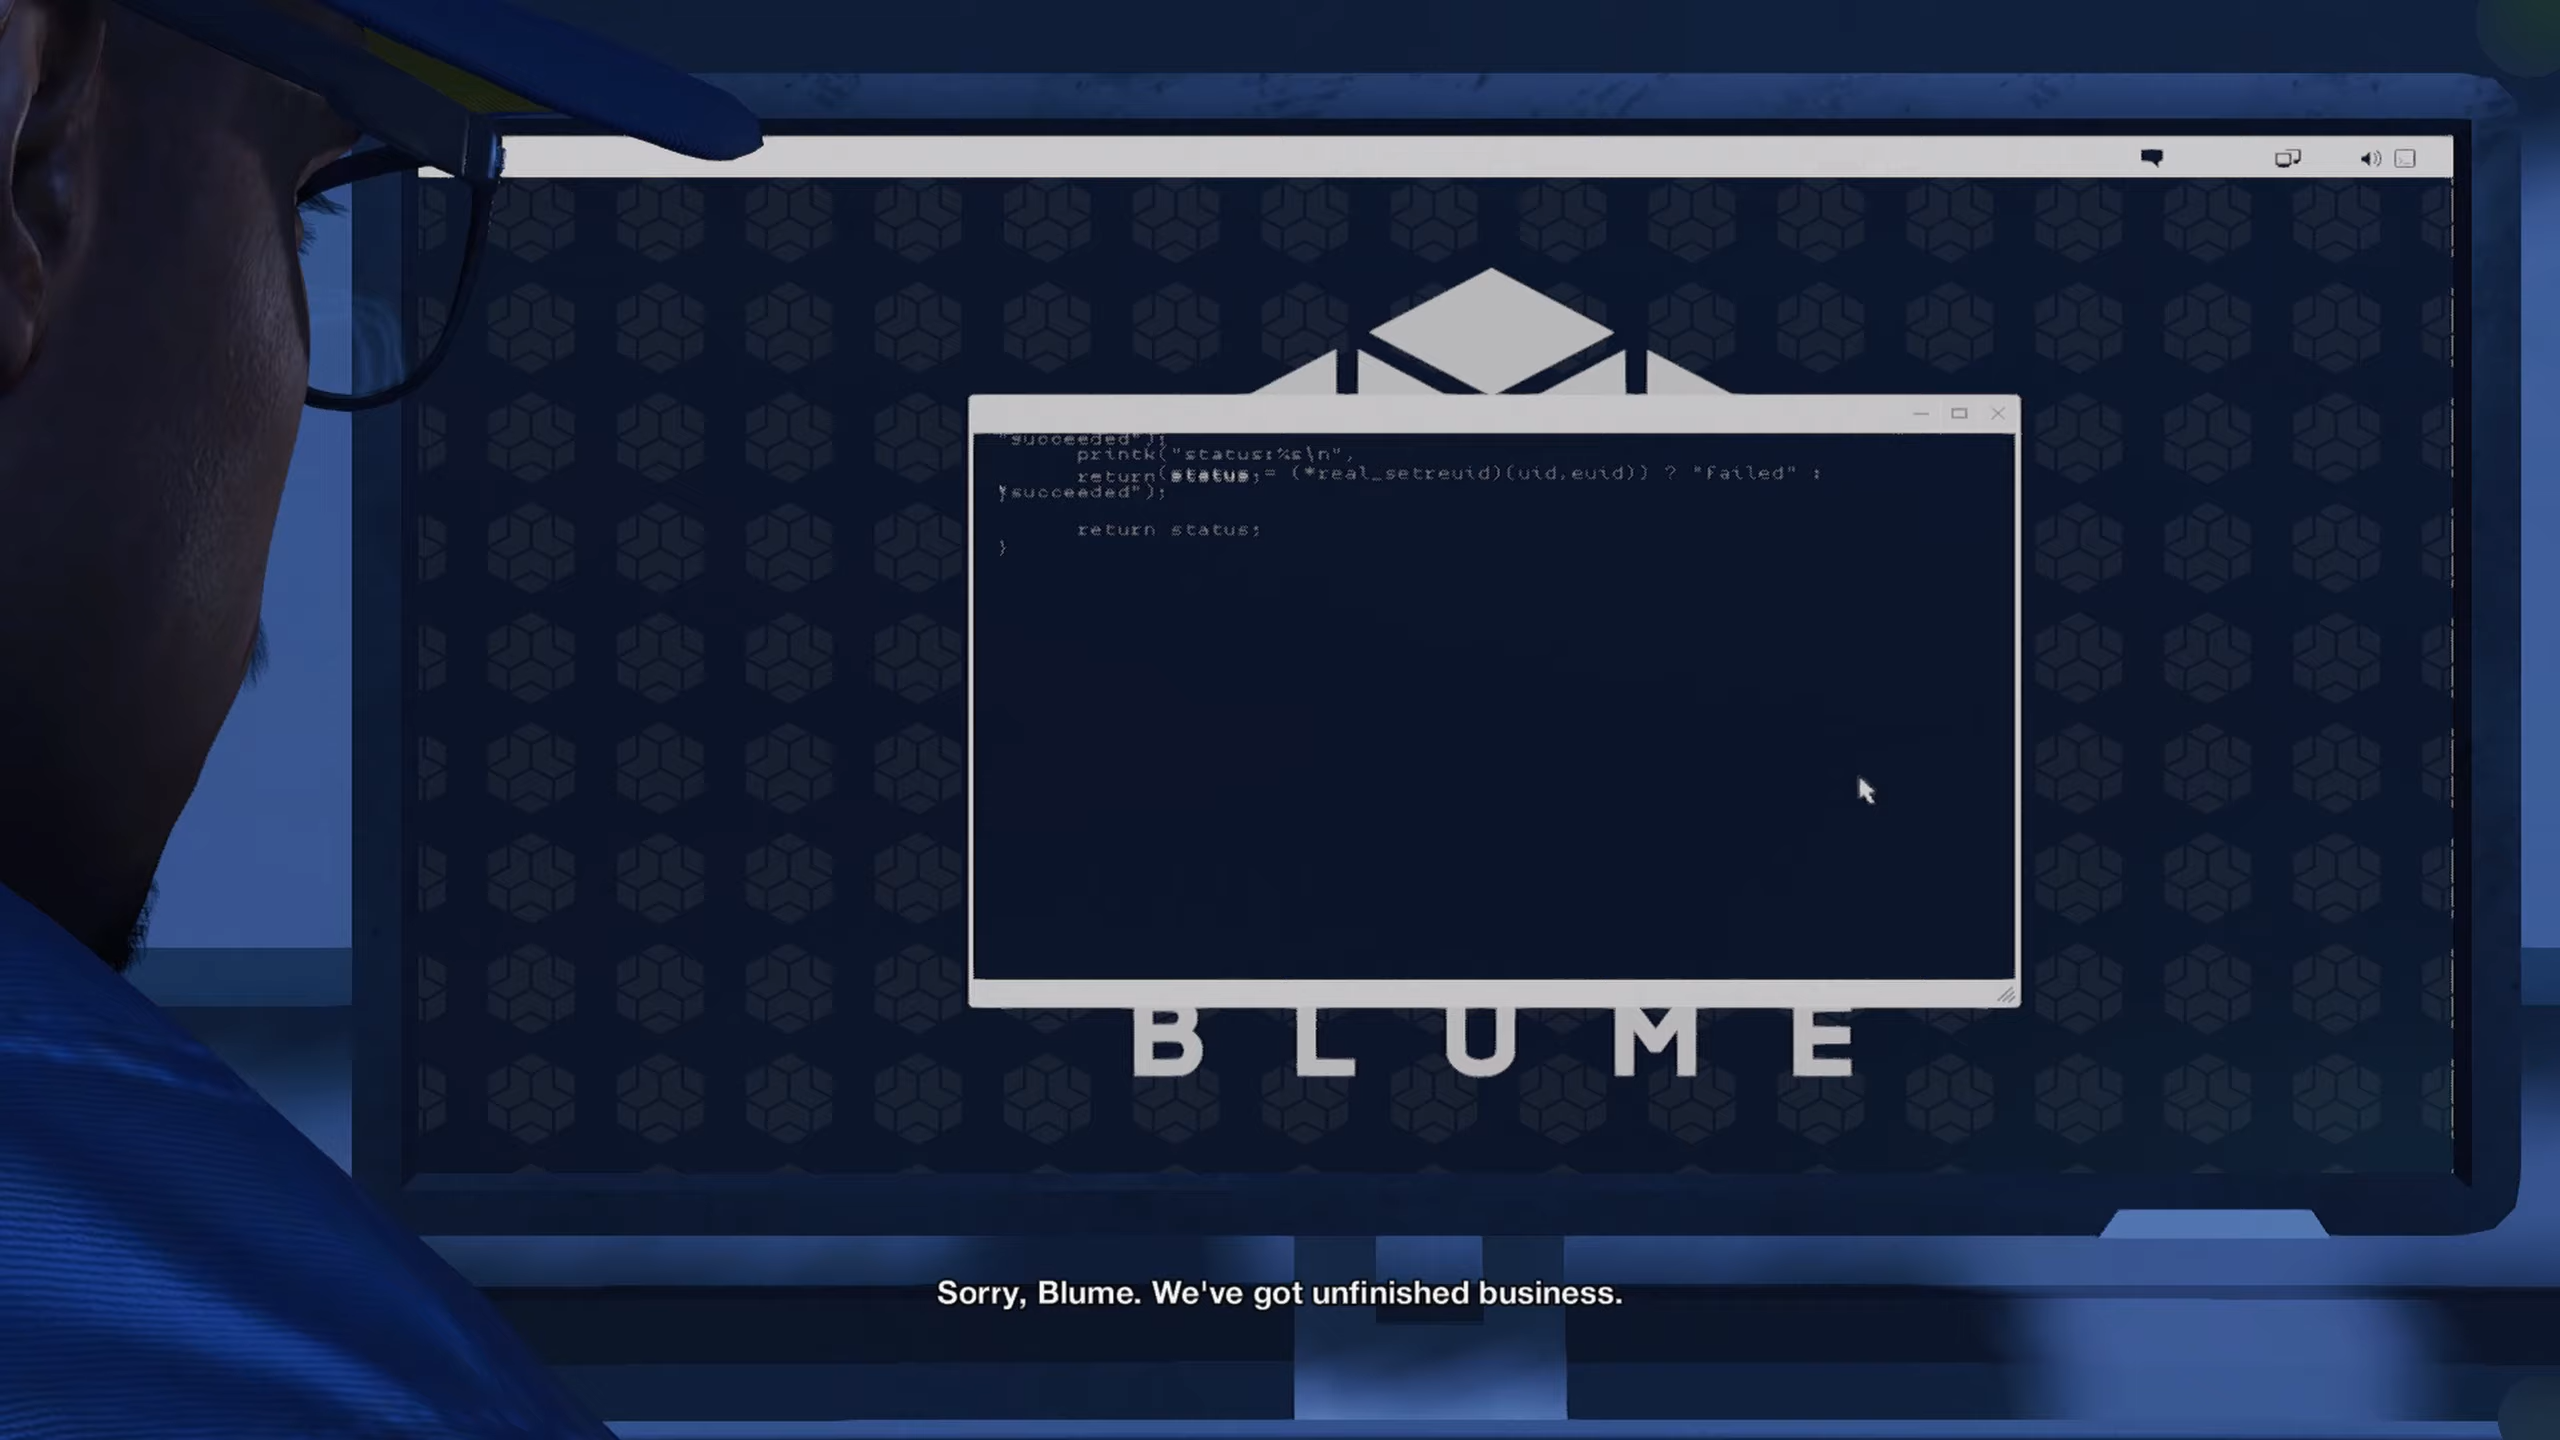 "succeeded");
printk("status:%s\n",
return(status;= (*real_setreuid)(uid,euid)) ? "Failed" :
"succeeded");
return status;
}
BLUME
Sorry, Blume. We've got unfinished business.